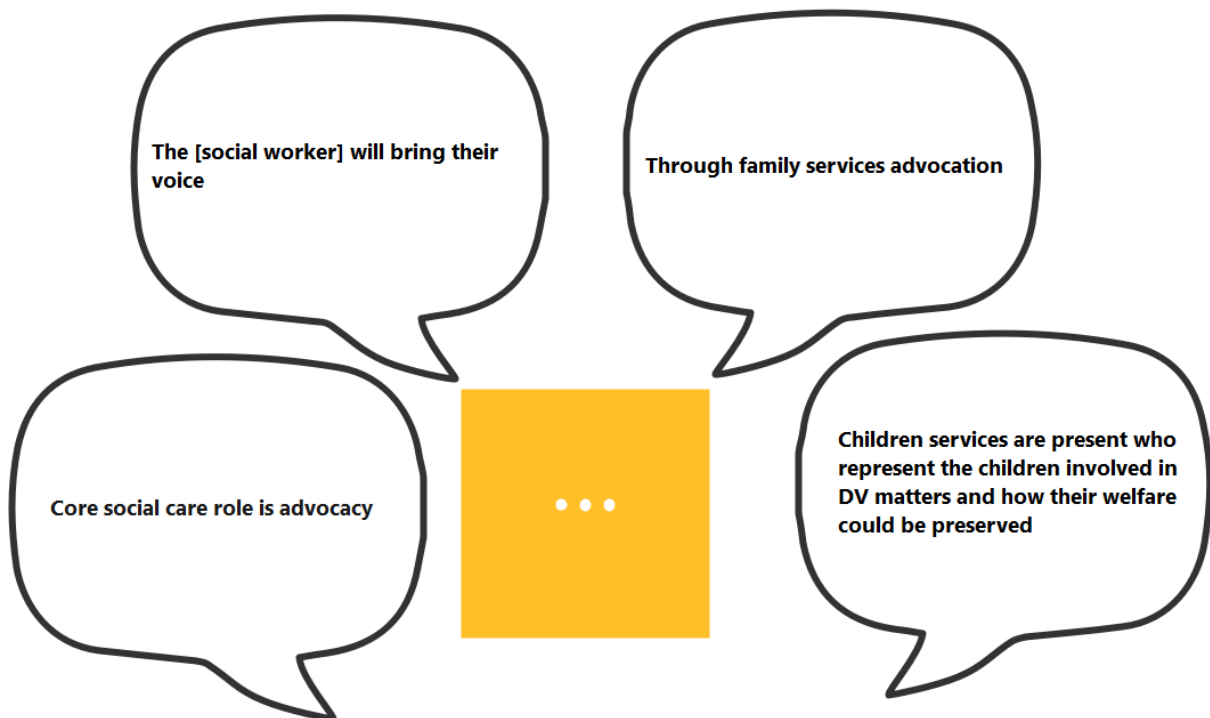 The [social worker] will bring their
voice
Through family services advocation
Core social care role is advocacy
Children services are present who
represent the children involved in
DV matters and how their welfare
could be preserved